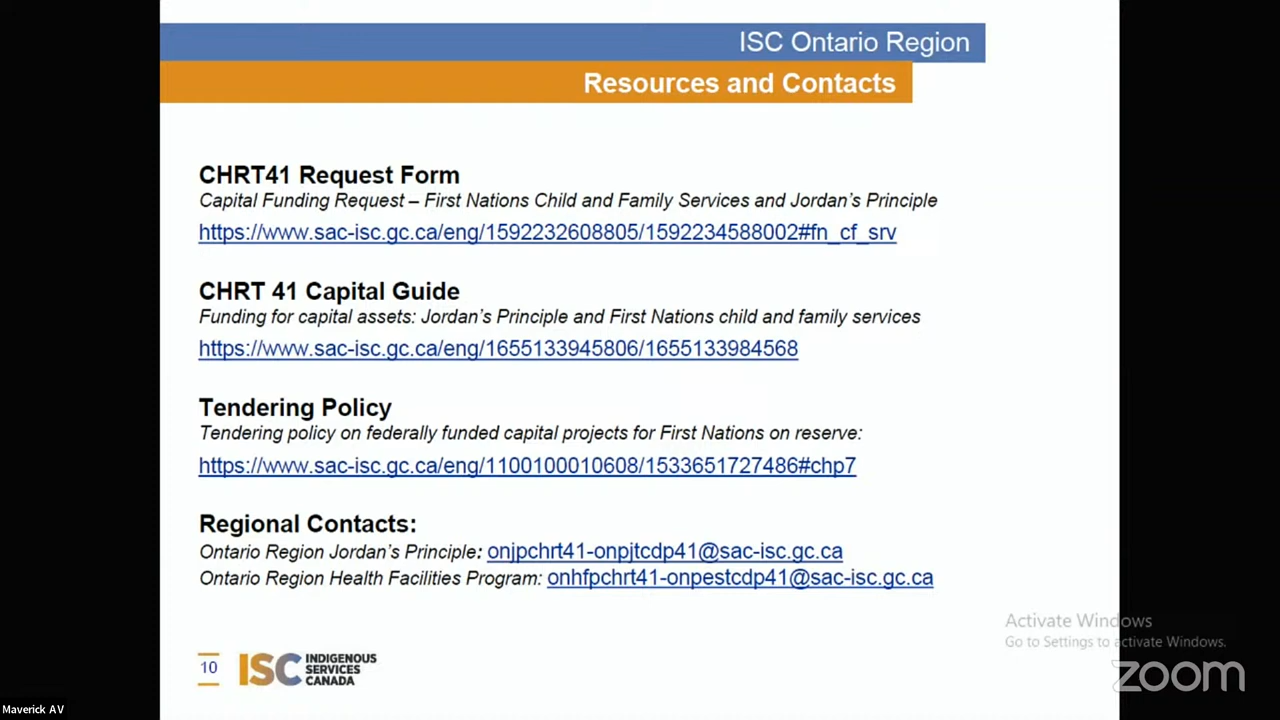 ISC Ontario Region
Resources and Contacts
CHRT41 Request Form
Capital Funding Request – First Nations Child and Family Services and Jordan's Principle
https://www.sac-isc.gc.ca/eng/1592232608805/1592234588002#fn_cf_srv
CHRT 41 Capital Guide
Funding for capital assets: Jordan's Principle and First Nations child and family services
https://www.sac-isc.gc.ca/eng/1655133945806/1655133984568
Tendering Policy
Tendering policy on federally funded capital projects for First Nations on reserve:
https://www.sac-isc.gc.ca/eng/1100100010608/1533651727486#chp7
Regional Contacts:
Ontario Region Jordan's Principle: onjpchrt41-onpjtcdp41@sac-isc.gc.ca
Ontario Region Health Facilities Program: onhfpchrt41-onpestcdp41@sac-isc.gc.ca
Activate Windows
Go to Settings to activate Windows.
10
ISC
INDIGENOUS
SERVICES
CANADA
zoom
Maverick AV